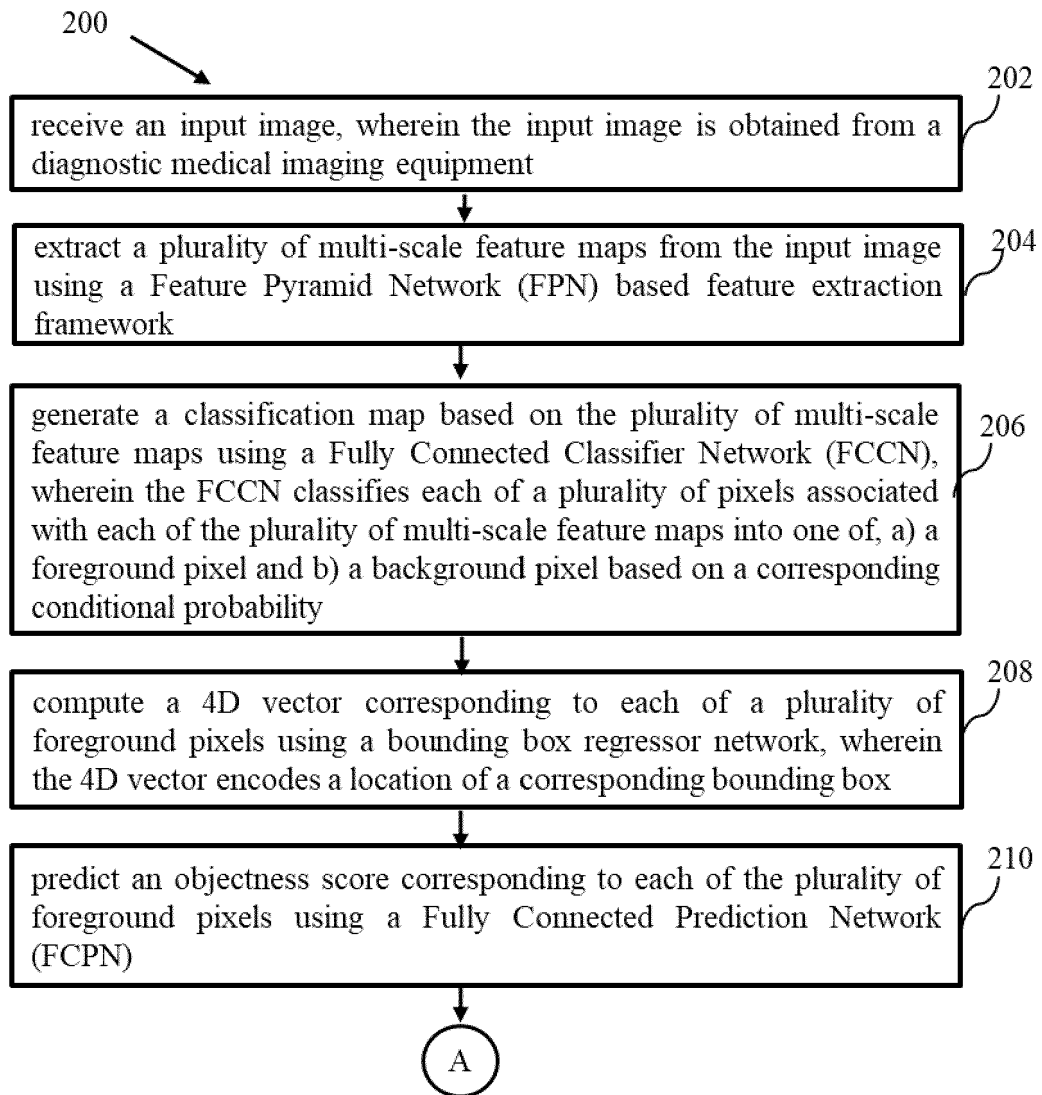 200
202
receive an input image, wherein the input image is obtained from a
diagnostic medical imaging equipment
204
extract a plurality of multi-scale feature maps from the input image
using a Feature Pyramid Network (FPN) based feature extraction
framework
206
generate a classification map based on the plurality of multi-scale
feature maps using a Fully Connected Classifier Network (FCCN),
wherein the FCCN classifies each of a plurality of pixels associated
with each of the plurality of multi-scale feature maps into one of, a) a
foreground pixel and b) a background pixel based on a corresponding
conditional probability
208
compute a 4D vector corresponding to each of a plurality of
foreground pixels using a bounding box regressor network, wherein
the 4D vector encodes a location of a corresponding bounding box
210
predict an objectness score corresponding to each of the plurality of
foreground pixels using a Fully Connected Prediction Network
(FCPN)
A